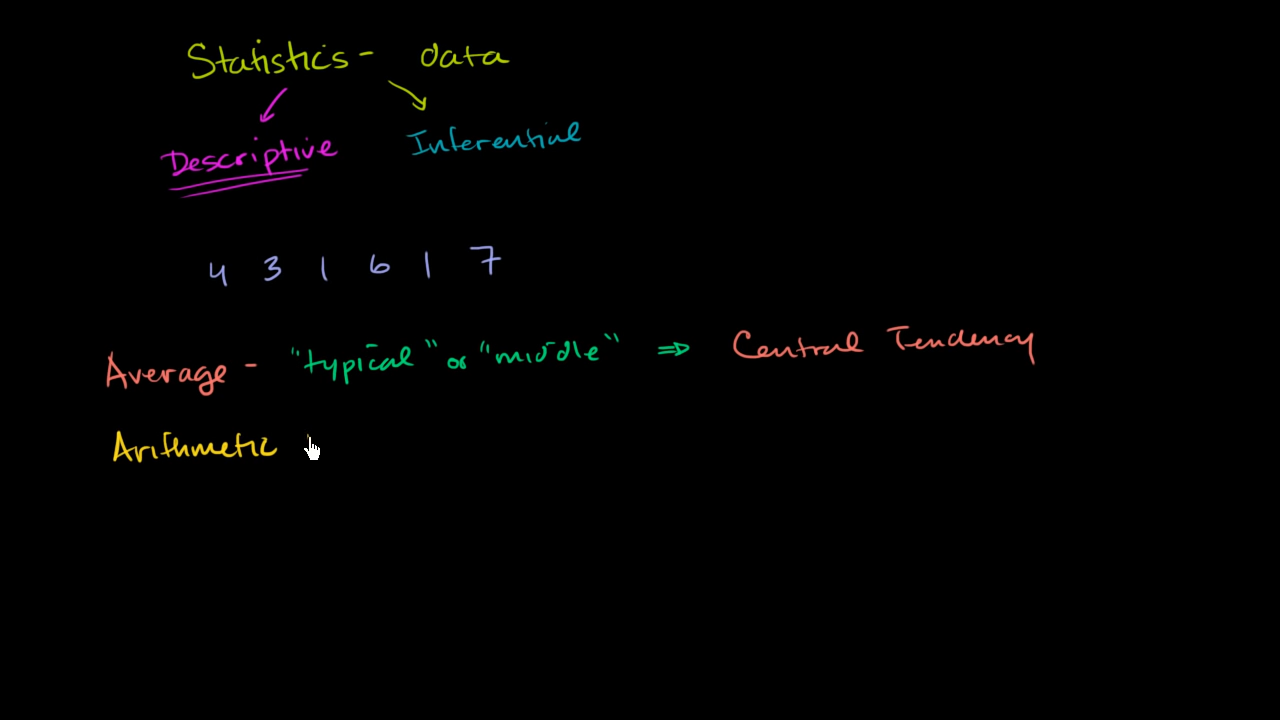 Statistics - data
Descriptive Inferential
4 3 1 6 1 7
Average - "typical" or "middle" ⇒ Central Tendency
Arithmetic